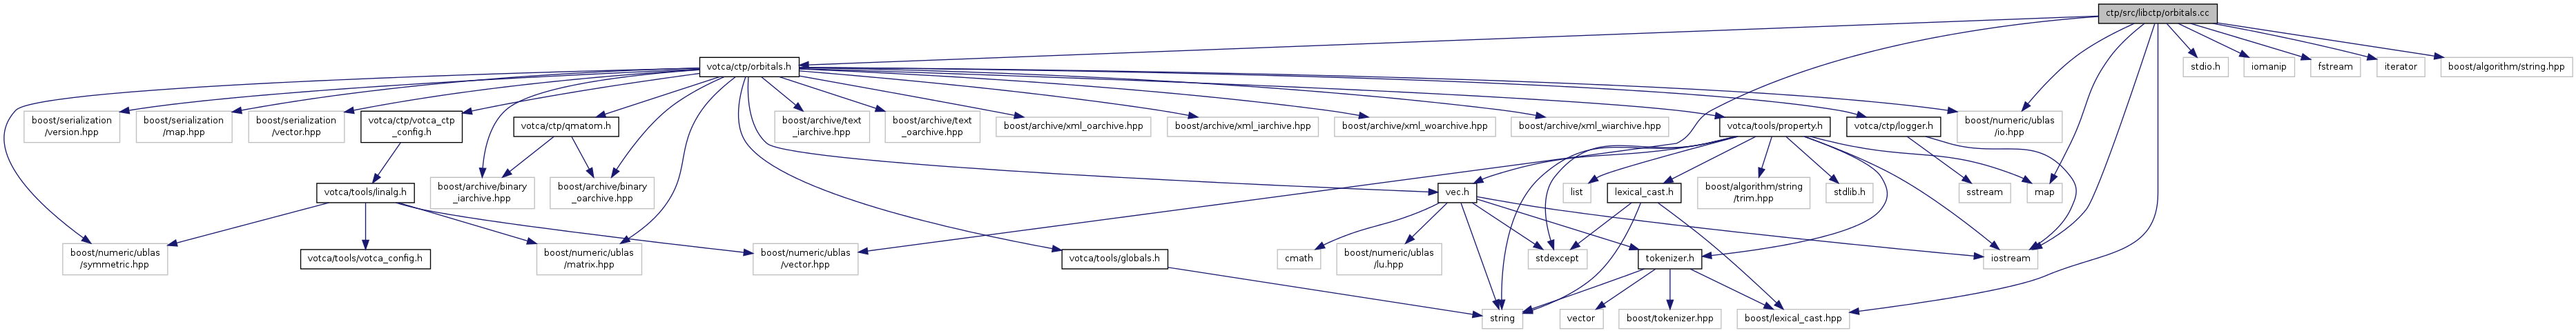 ctp/src/libctp/orbitals.cc
votca/ctp/orbitals.h
stdio.h
iomanip
fstream
iterator
boost/algorithm/string.hpp
boost/serialization
/version.hpp
boost/serialization
/map.hpp
boost/serialization
/vector.hpp
votca/ctp/votca_ctp
_config.h
votca/ctp/qmatom.h
boost/archive/text
_iarchive.hpp
boost/archive/text
_oarchive.hpp
boost/archive/xml_oarchive.hpp
boost/archive/xml_iarchive.hpp
boost/archive/xml_woarchive.hpp
boost/archive/xml_wiarchive.hpp
votca/tools/property.h
votca/ctp/logger.h
boost/numeric/ublas
/io.hpp
votca/tools/linalg.h
boost/archive/binary
_iarchive.hpp
boost/archive/binary
_oarchive.hpp
vec.h
list
lexical_cast.h
boost/algorithm/string
/trim.hpp
stdlib.h
sstream
map
boost/numeric/ublas
/symmetric.hpp
votca/tools/votca_config.h
boost/numeric/ublas
/matrix.hpp
boost/numeric/ublas
/vector.hpp
votca/tools/globals.h
cmath
boost/numeric/ublas
/lu.hpp
stdexcept
tokenizer.h
iostream
string
vector
boost/tokenizer.hpp
boost/lexical_cast.hpp